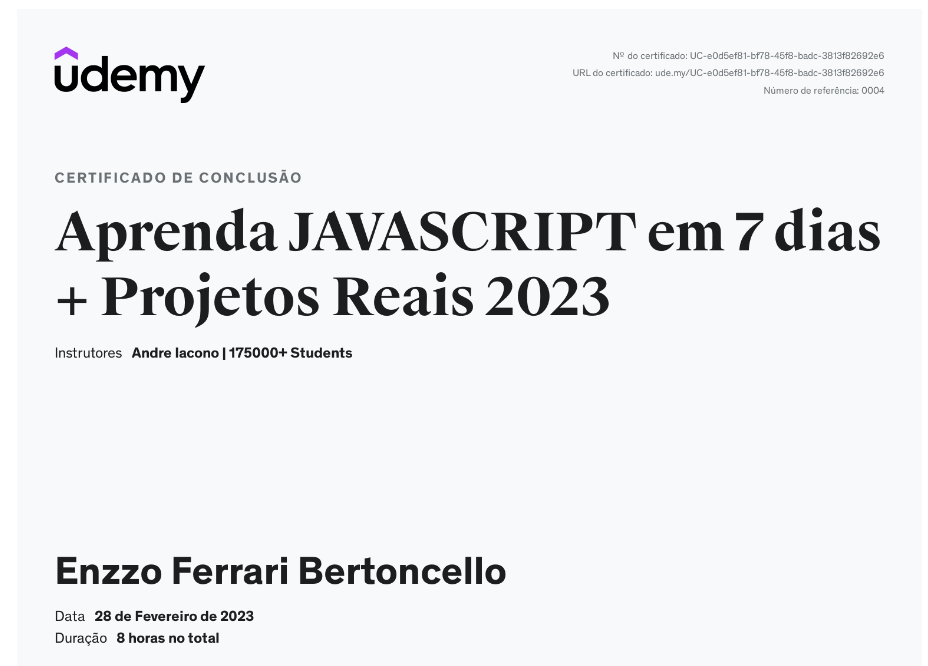 udemy
Nº do certificado: UC-e0d5ef81-bf78-45f8-badc-3813f82692e6
URL do certificado: ude.my/UC-e0d5ef81-bf78-45f8-badc-3813f82692e6
Número de referência: 0004
CERTIFICADO DE CONCLUSÃO
Aprenda JAVASCRIPT em 7 dias
+ Projetos Reais 2023
Instrutores Andre Iacono | 175000+ Students
Enzzo Ferrari Bertoncello
Data 28 de Fevereiro de 2023
Duração 8 horas no total